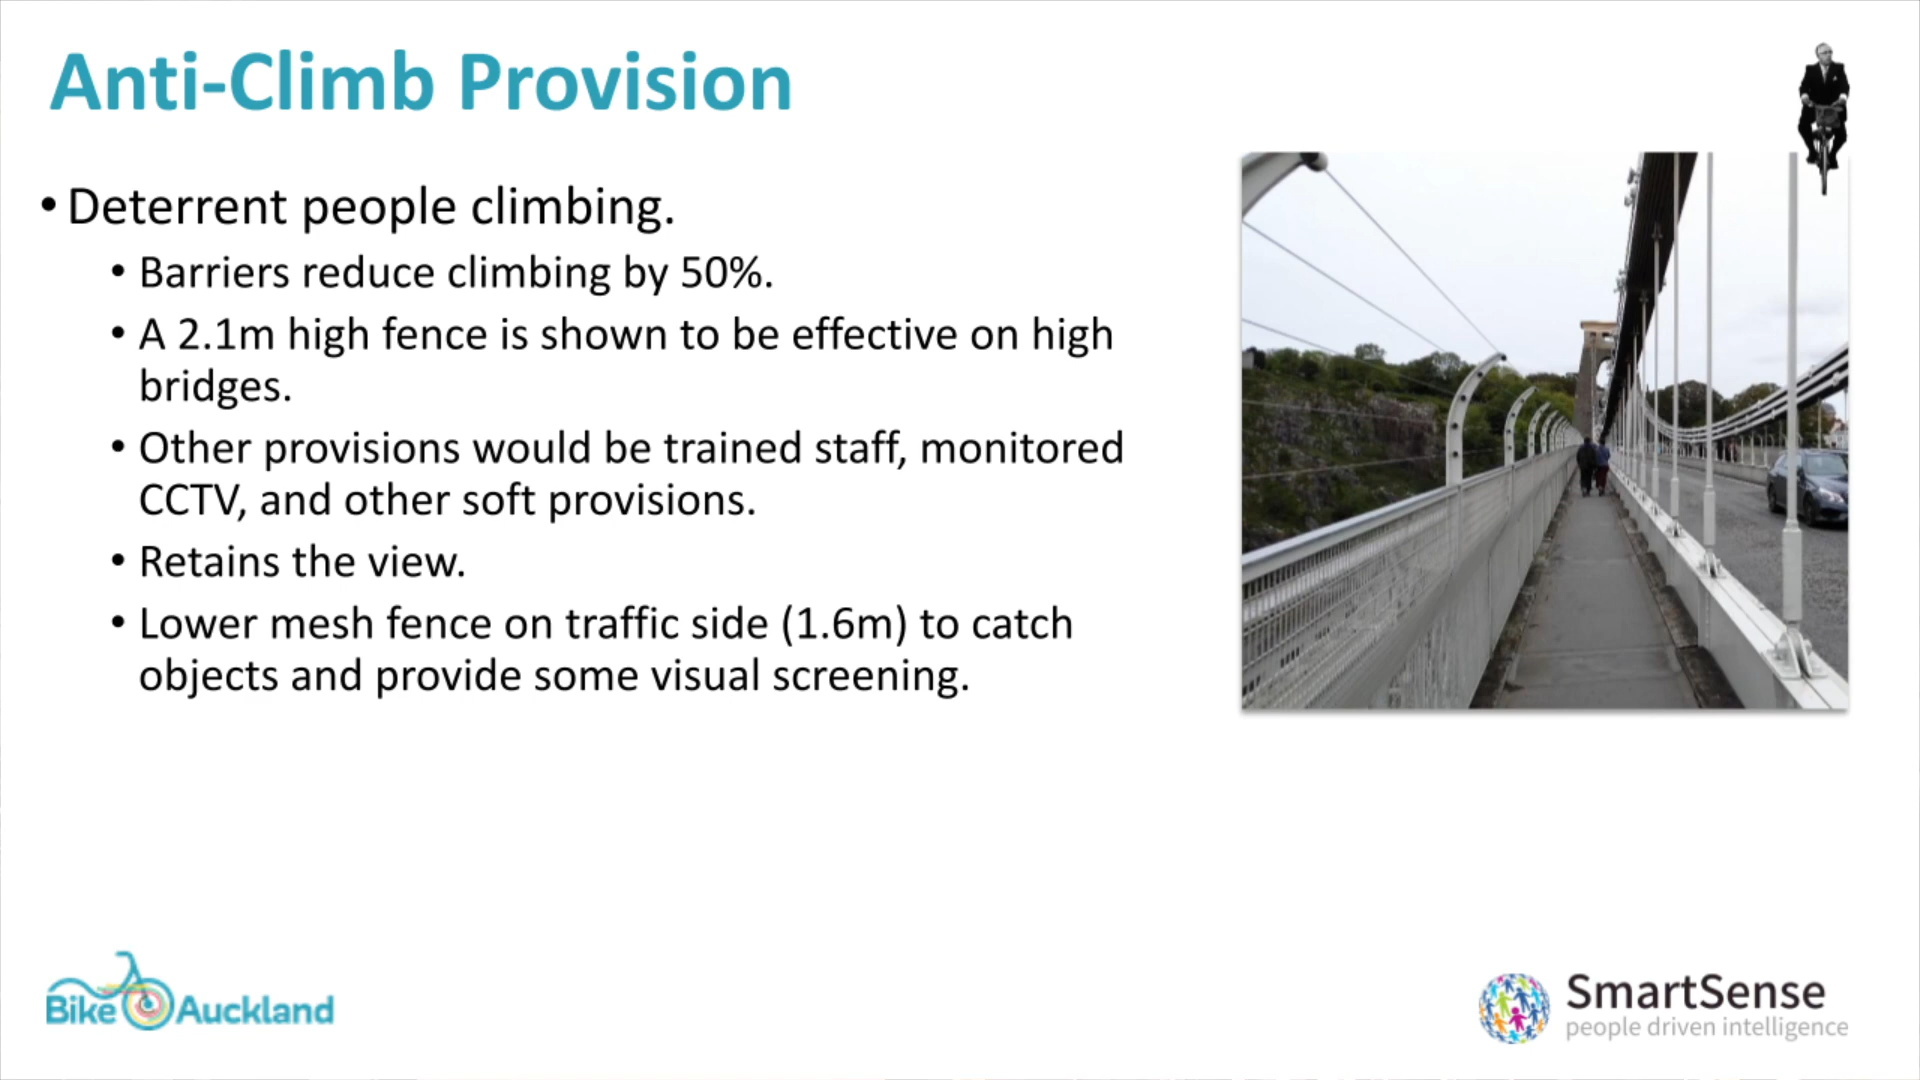 Anti-Climb Provision
• Deterrent people climbing.
• Barriers reduce climbing by 50%.
• A 2.1m high fence is shown to be effective on high
bridges.
• Other provisions would be trained staff, monitored
CCTV, and other soft provisions.
• Retains the view.
• Lower mesh fence on traffic side (1.6m) to catch
objects and provide some visual screening.
Bike Auckland
SmartSense
people driven intelligence